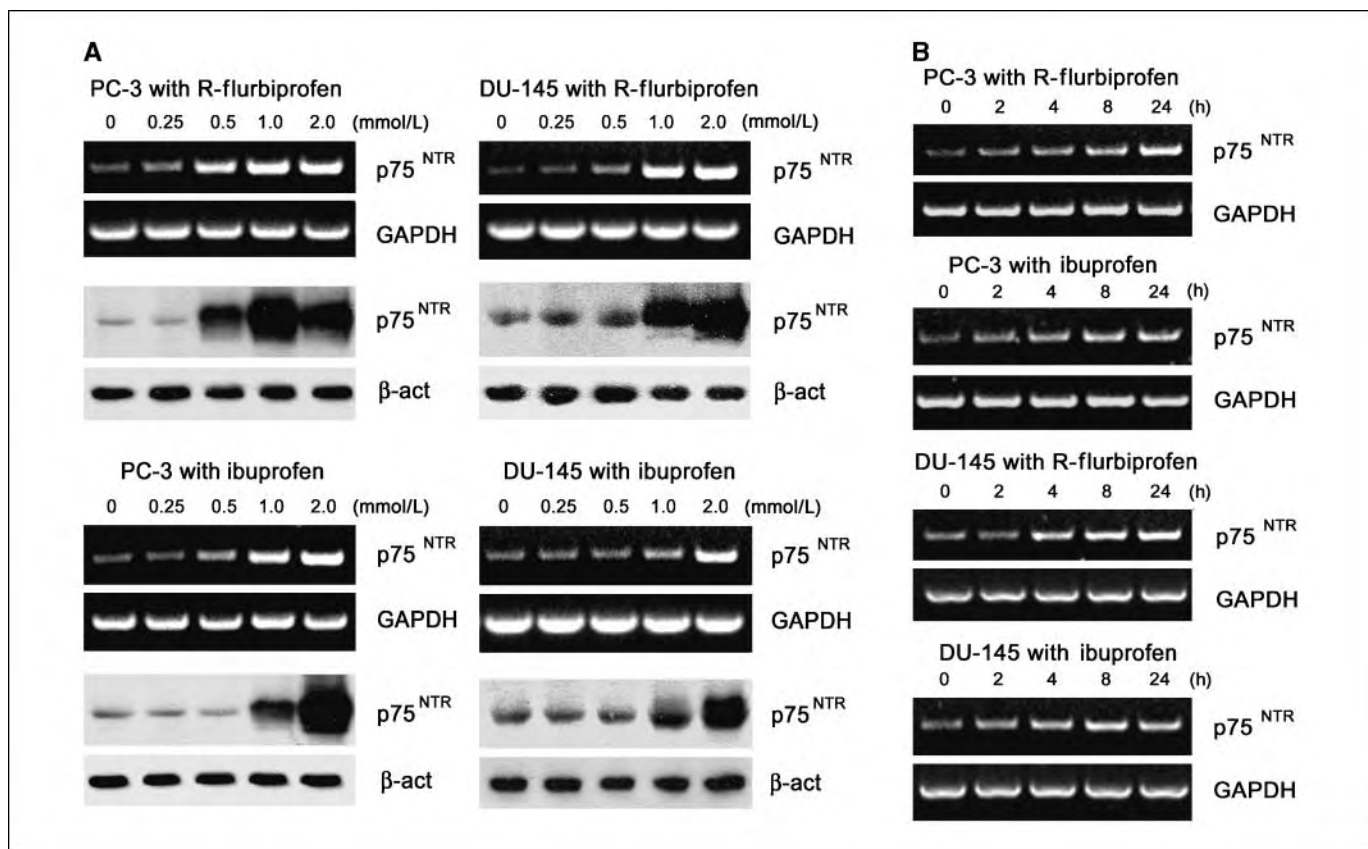 A
PC-3 with R-flurbiprofen
0 0.25 0.5 1.0 2.0 (mmol/L)
p75 NTR
GAPDH
p75 NTR
β-act
DU-145 with R-flurbiprofen
0 0.25 0.5 1.0 2.0 (mmol/L)
p75 NTR
GAPDH
p75 NTR
β-act
PC-3 with ibuprofen
0 0.25 0.5 1.0 2.0 (mmol/L)
p75 NTR
GAPDH
p75 NTR
β-act
DU-145 with ibuprofen
0 0.25 0.5 1.0 2.0 (mmol/L)
p75 NTR
GAPDH
p75 NTR
β-act
B
PC-3 with R-flurbiprofen
0 2 4 8 24 (h)
p75 NTR
GAPDH
PC-3 with ibuprofen
0 2 4 8 24 (h)
p75 NTR
GAPDH
DU-145 with R-flurbiprofen
0 2 4 8 24 (h)
p75 NTR
GAPDH
DU-145 with ibuprofen
0 2 4 8 24 (h)
p75 NTR
GAPDH